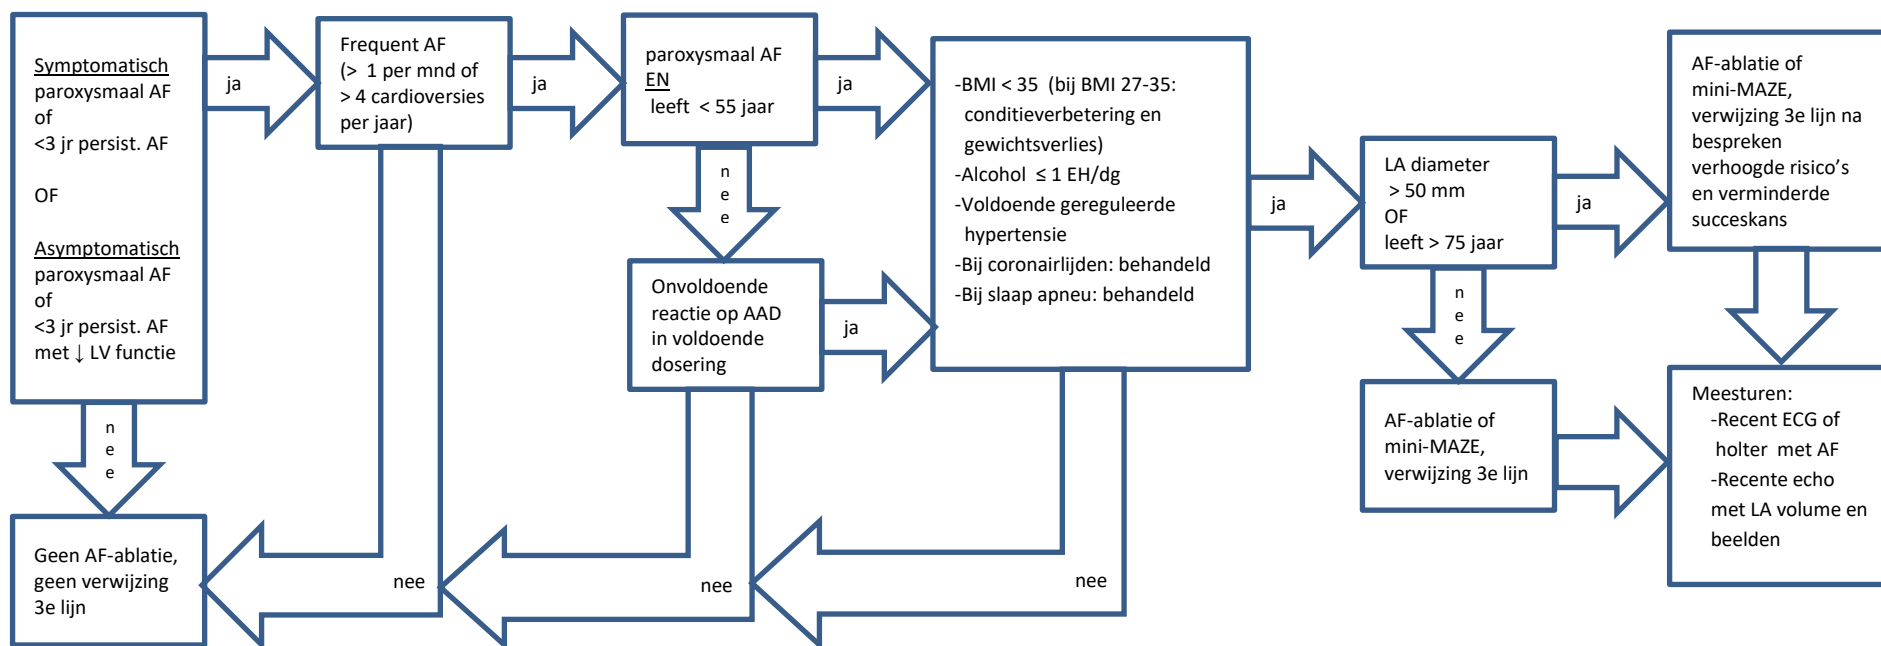 Symptomatisch
paroxysmaal AF
of
<3 jr persist. AF
OF
Asymptomatisch
paroxysmaal AF
of
<3 jr persist. AF
met ↓ LV functie
ja
nee
Geen AF-ablatie,
geen verwijzing
3e lijn
Frequent AF
(> 1 per mnd of
> 4 cardioversies
per jaar)
ja
nee
paroxysmaal AF
EN
leeft < 55 jaar
ja
nee
Onvoldoende
reactie op AAD
in voldoende
dosering
ja
nee
-BMI < 35 (bij BMI 27-35:
conditieverbetering en
gewichtsverlies)
-Alcohol ≤ 1 EH/dg
-Voldoende gereguleerde
hypertensie
-Bij coronairlijden: behandeld
-Bij slaap apneu: behandeld
ja
nee
LA diameter
> 50 mm
OF
leeft > 75 jaar
ja
nee
AF-ablatie of
mini-MAZE,
verwijzing 3e lijn
AF-ablatie of
mini-MAZE,
verwijzing 3e lijn na
bespreken
verhoogde risico's
en verminderde
succeskans
Meesturen:
-Recent ECG of
holter met AF
-Recente echo
met LA volume en
beelden